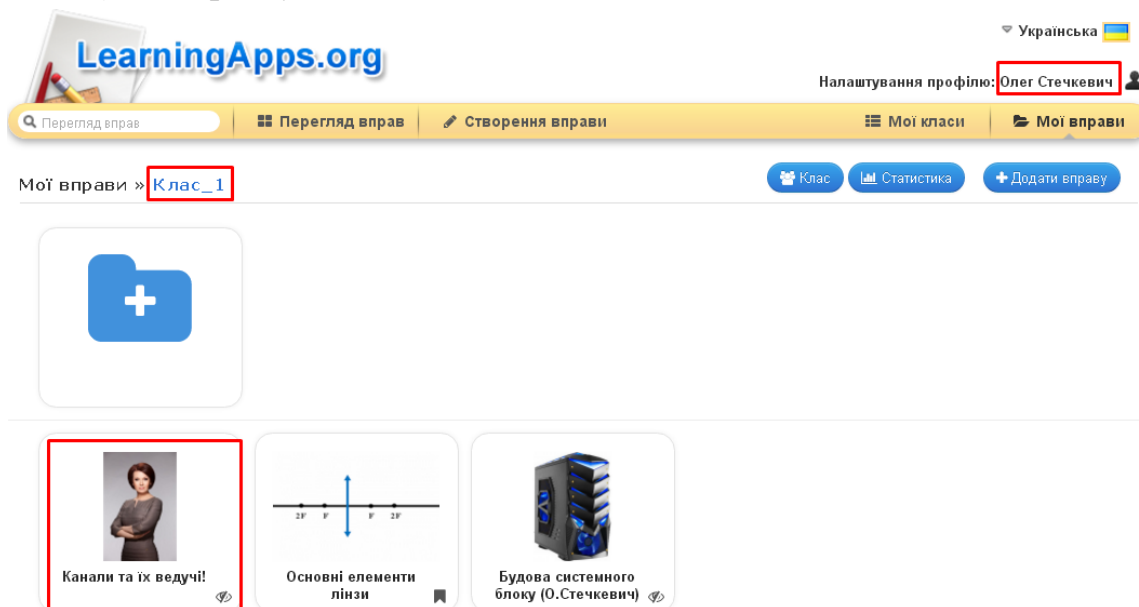 LearningApps.org
Українська
Налаштування профілю: Олег Стечкевич
Перегляд вправ
Перегляд вправ
Створення вправи
Мої класи
Мої вправи
Мої вправи » Клас_1
Клас
Статистика
Додати вправу
2F F F 2F
Канали та їх ведучі!
Основні елементи
лінзи
Будова системного
блоку (О.Стечкевич)